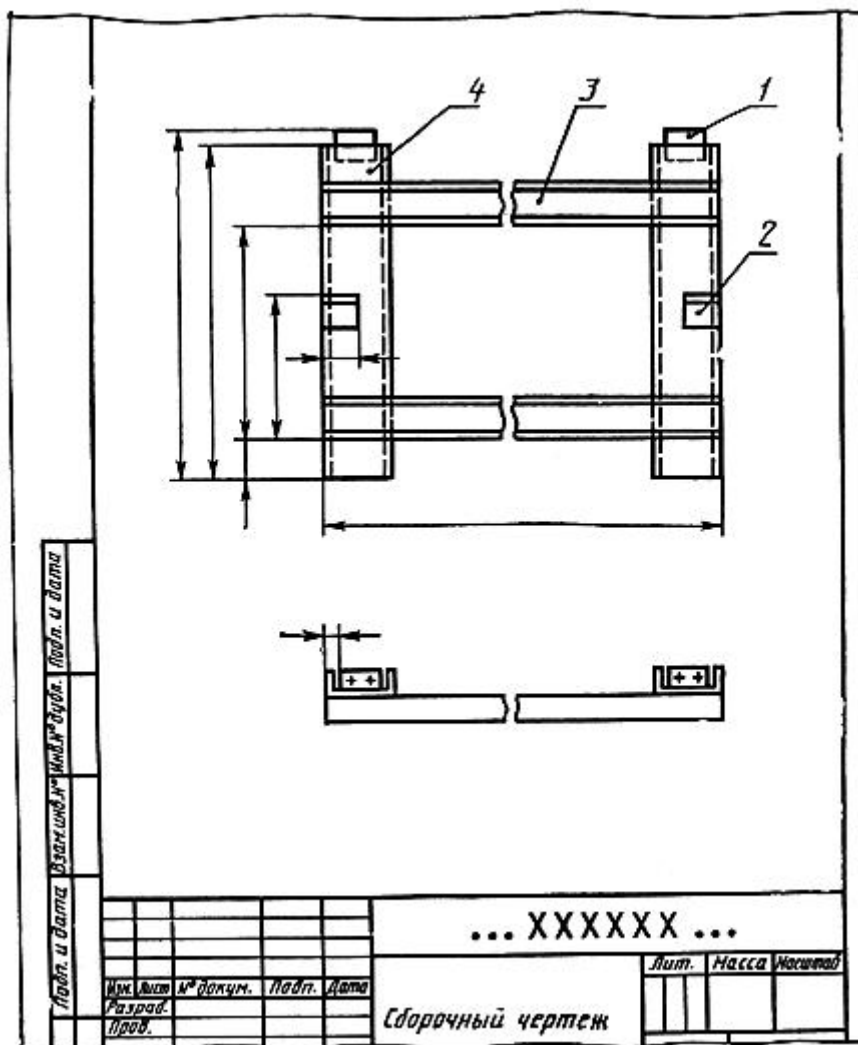 4 3 1
2
Подп. и дата
Инв.№ дубл.
Взам.инв.№
Подп. и дата
... XXXXXX ...
Лит. Масса Масштаб
Изм. Лист № докум. Подп. Дата
Разраб.
Пров.
Сборочный чертеж